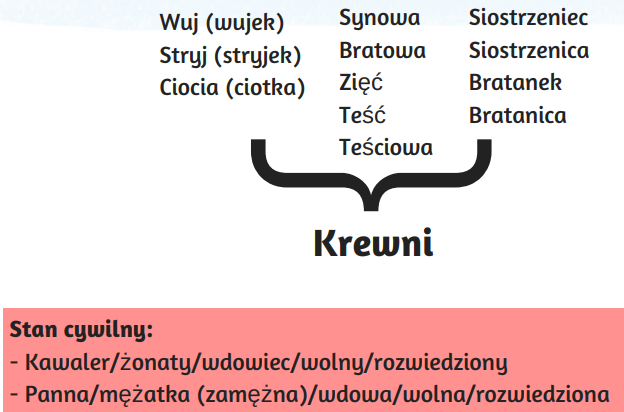 Wuj (wujek)
Stryj (stryjek)
Ciocia (ciotka)
Synowa
Bratowa
Zięć
Teść
Teściowa
Siostrzeniec
Siostrzenica
Bratanek
Bratanica
Krewni
Stan cywilny:
- Kawaler/żonaty/wdowiec/wolny/rozwiedziony
- Panna/mężatka (zamężna)/wdowa/wolna/rozwiedziona